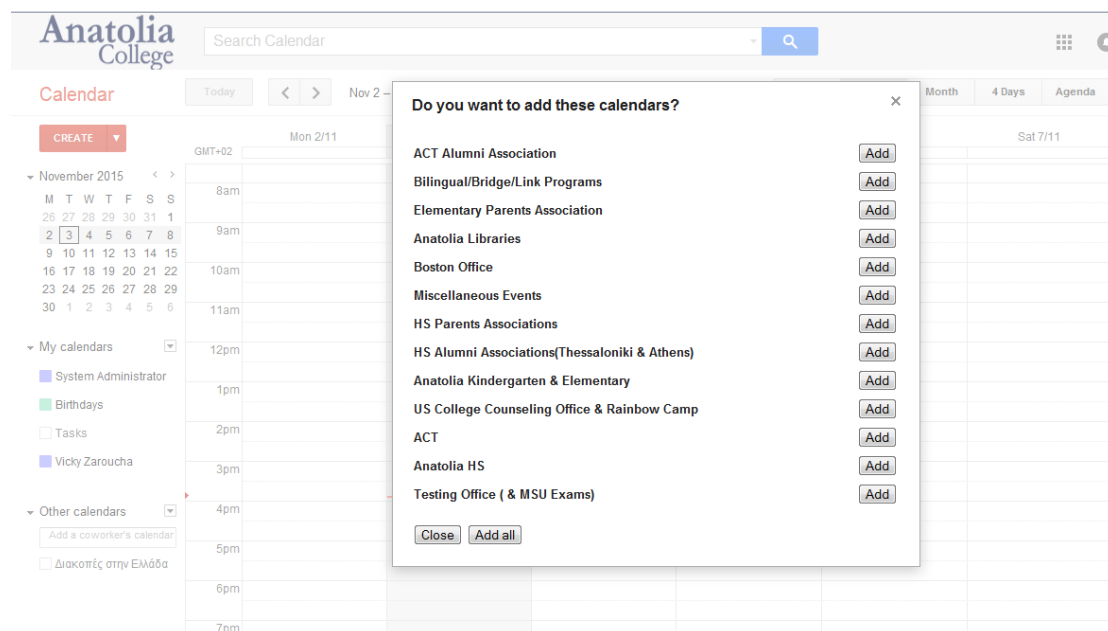 Anatolia
College
Search Calendar
Calendar
Today
Nov 2 –
Month
4 Days
Agenda
CREATE
November 2015
M T W T F S S
26 27 28 29 30 31 1
2 3 4 5 6 7 8
9 10 11 12 13 14 15
16 17 18 19 20 21 22
23 24 25 26 27 28 29
30 1 2 3 4 5 6
My calendars
System Administrator
Birthdays
Tasks
Vicky Zaroucha
Other calendars
Add a coworker's calendar
Διακοπές στην Ελλάδα
Mon 2/11
Sat 7/11
GMT+02
8am
9am
10am
11am
12pm
1pm
2pm
3pm
4pm
5pm
6pm
7pm
Do you want to add these calendars? ×
ACT Alumni Association Add
Bilingual/Bridge/Link Programs Add
Elementary Parents Association Add
Anatolia Libraries Add
Boston Office Add
Miscellaneous Events Add
HS Parents Associations Add
HS Alumni Associations(Thessaloniki & Athens) Add
Anatolia Kindergarten & Elementary Add
US College Counseling Office & Rainbow Camp Add
ACT Add
Anatolia HS Add
Testing Office ( & MSU Exams) Add
Close Add all